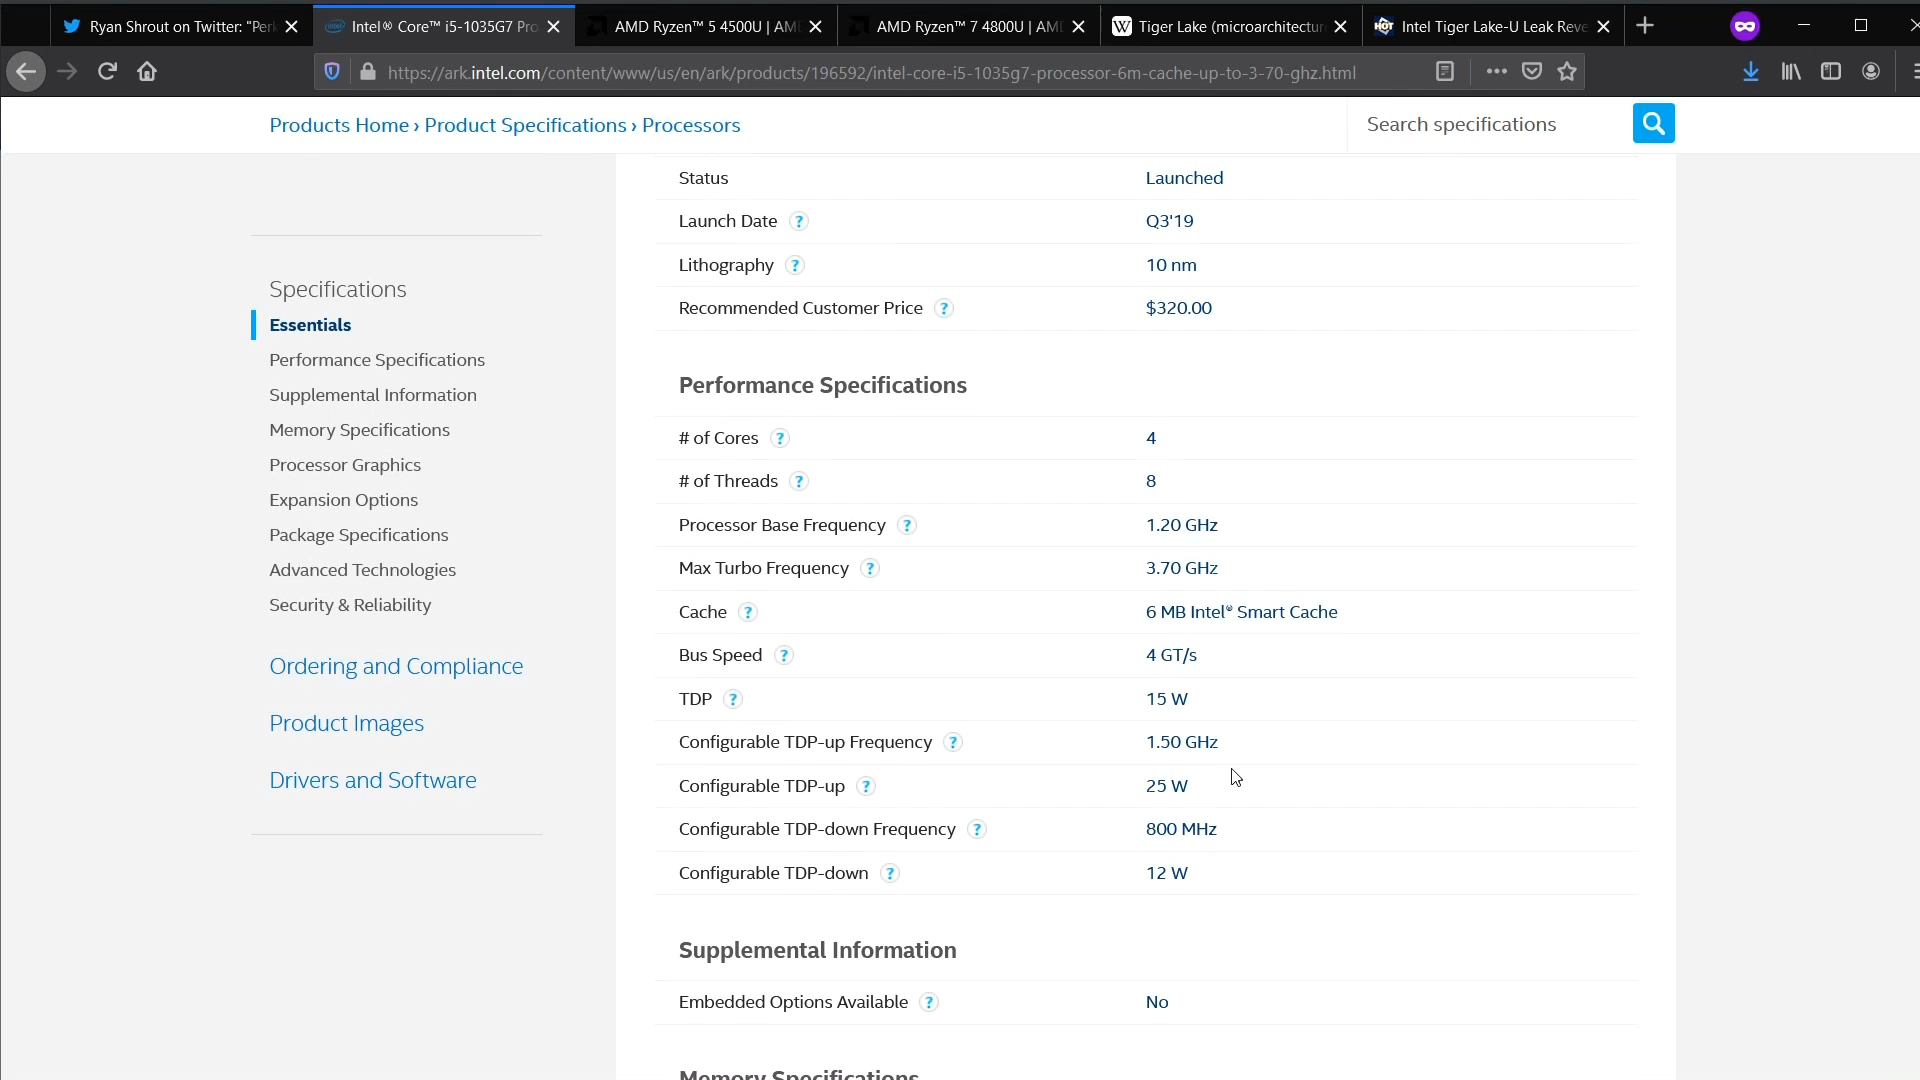 Ryan Shrout on Twitter: "Perk
Intel® Core™ i5-1035G7 Pro
AMD Ryzen™ 5 4500U | AM
AMD Ryzen™ 7 4800U | AM
W Tiger Lake (microarchitectur
HOT Intel Tiger Lake-U Leak Reve
https://ark.intel.com/content/www/us/en/ark/products/196592/intel-core-i5-1035g7-processor-6m-cache-up-to-3-70-ghz.html
Products Home › Product Specifications › Processors
Search specifications
Specifications
Essentials
Performance Specifications
Supplemental Information
Memory Specifications
Processor Graphics
Expansion Options
Package Specifications
Advanced Technologies
Security & Reliability
Ordering and Compliance
Product Images
Drivers and Software
Status Launched
Launch Date ? Q3'19
Lithography ? 10 nm
Recommended Customer Price ? $320.00
Performance Specifications
# of Cores ? 4
# of Threads ? 8
Processor Base Frequency ? 1.20 GHz
Max Turbo Frequency ? 3.70 GHz
Cache ? 6 MB Intel® Smart Cache
Bus Speed ? 4 GT/s
TDP ? 15 W
Configurable TDP-up Frequency ? 1.50 GHz
Configurable TDP-up ? 25 W
Configurable TDP-down Frequency ? 800 MHz
Configurable TDP-down ? 12 W
Supplemental Information
Embedded Options Available ? No
Memory Specifications